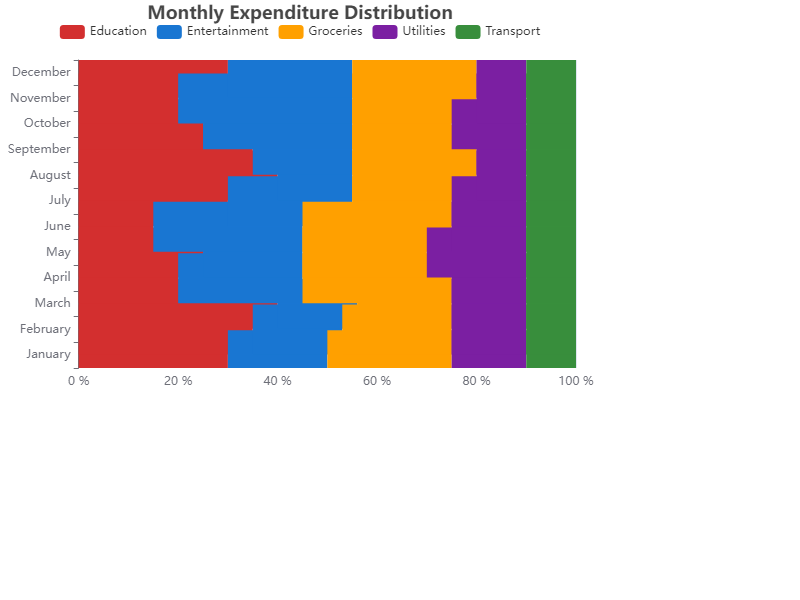 Monthly Expenditure Distribution
Education Entertainment Groceries Utilities Transport
December
November
October
September
August
July
June
May
April
March
February
January
0 % 20 % 40 % 60 % 80 % 100 %